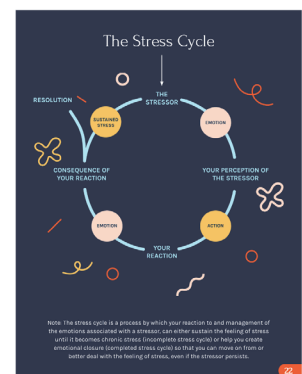 The Stress Cycle
THE
STRESSOR
RESOLUTION
SUSTAINED
STRESS
EMOTION
CONSEQUENCE OF
YOUR REACTION
YOUR PERCEPTION OF
THE STRESSOR
EMOTION
ACTION
YOUR
REACTION
Note: The stress cycle is a process by which your reaction to and management of
the emotions associated with a stressor, can either sustain the feeling of stress
until it becomes chronic stress (incomplete stress cycle) or help you create
emotional closure (completed stress cycle) so that you can move on from or
better deal with the feeling of stress, even if the stressor persists.
22